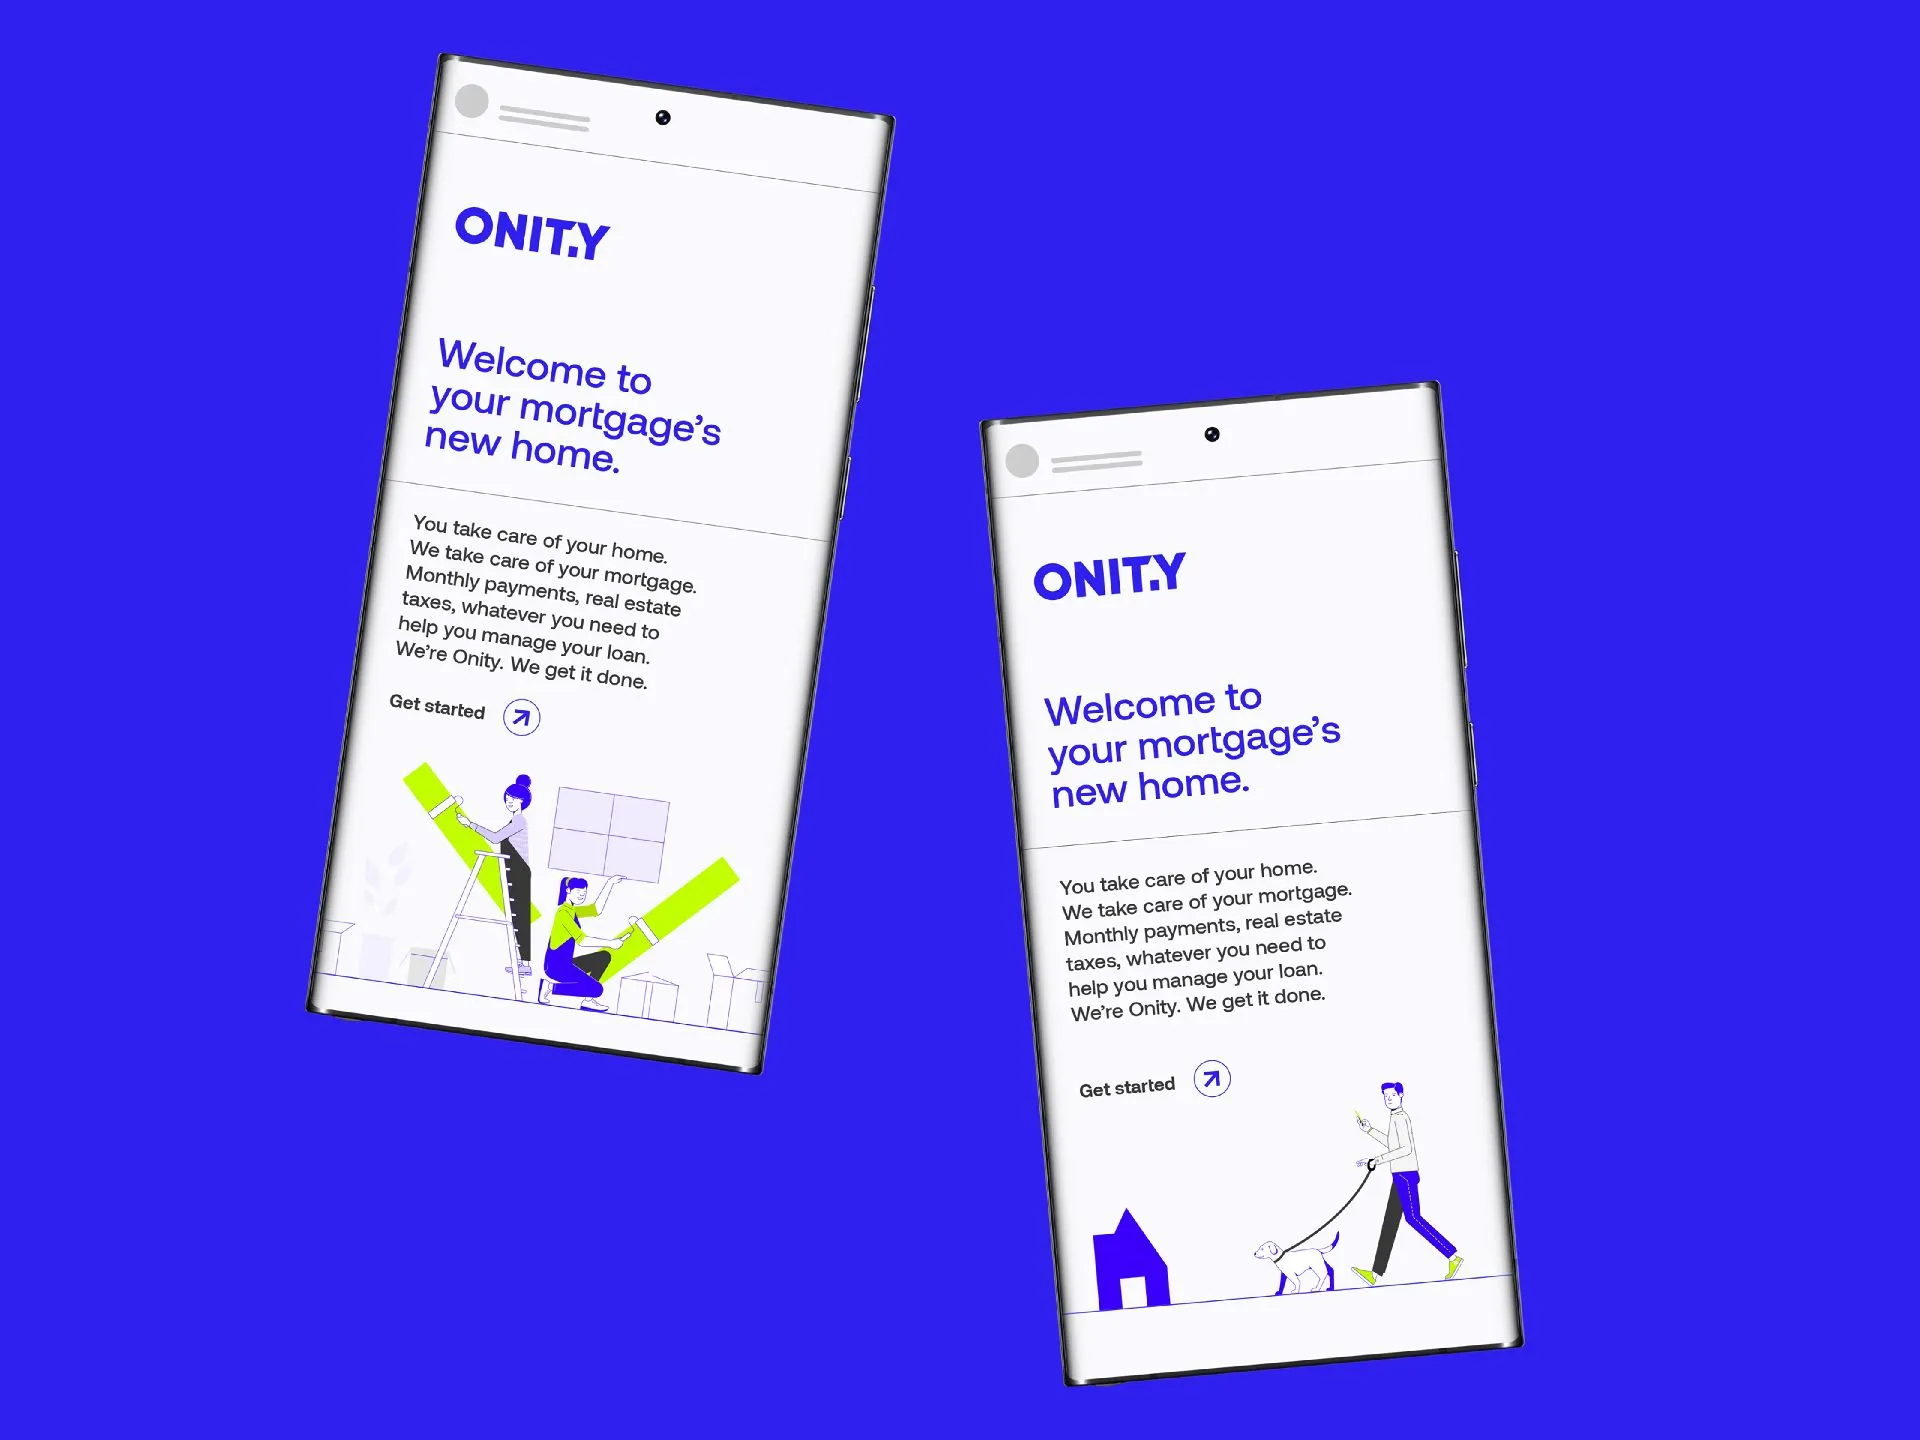 ONIT.Y
Welcome to
your mortgage’s
new home.
You take care of your home.
We take care of your mortgage.
Monthly payments, real estate
taxes, whatever you need to
help you manage your loan.
We’re Onity. We get it done.
Get started
ONIT.Y
Welcome to
your mortgage’s
new home.
You take care of your home.
We take care of your mortgage.
Monthly payments, real estate
taxes, whatever you need to
help you manage your loan.
We’re Onity. We get it done.
Get started